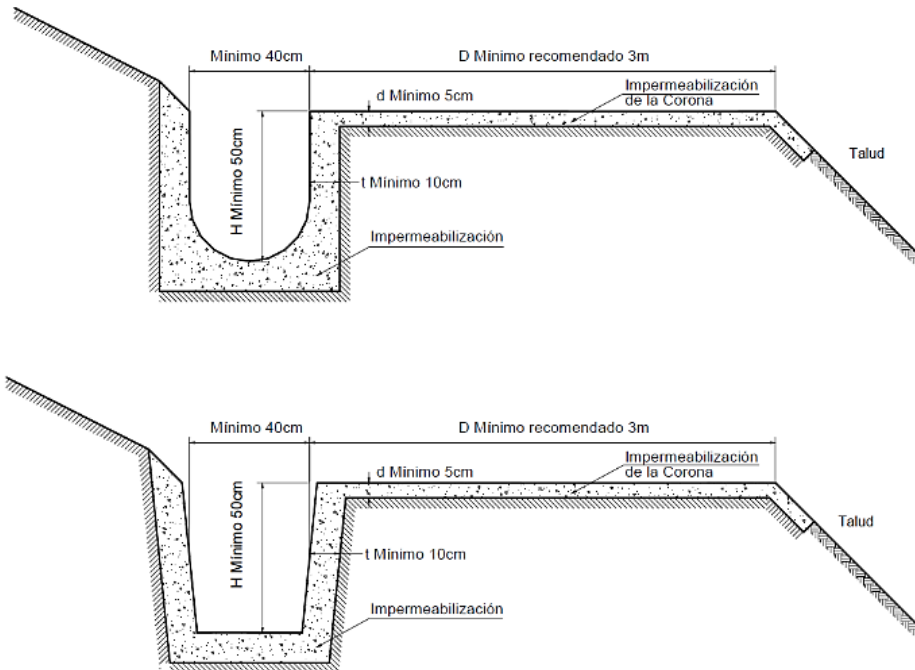 Mínimo 40cm
D Mínimo recomendado 3m
d Mínimo 5cm
Impermeabilización
de la Corona
H Mínimo 50cm
t Mínimo 10cm
Talud
Impermeabilización
Mínimo 40cm
D Mínimo recomendado 3m
d Mínimo 5cm
Impermeabilización
de la Corona
H Mínimo 50cm
t Mínimo 10cm
Talud
Impermeabilización